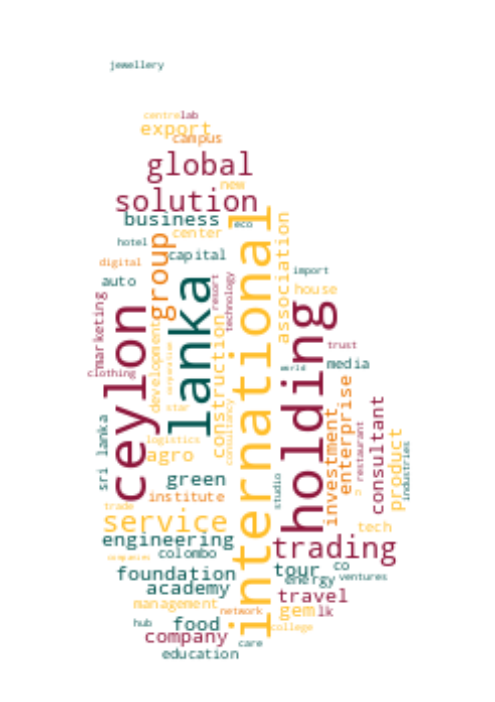 jewellery
centre lab
export
campus
global
new
solution
business
eco
center
hotel
capital
digital
group
association
import
auto
lanka
international
resort
technology
house
marketing
ceylon
holding
development
corporation
construction
trust
clothing
world
media
star
consultancy
enterprise
investment
restaurant
consultant
product
industries
sri lanka
logistics
agro
green
studio
institute
trade
service
tech
engineering
trading
companies
colombo
foundation
tour
co
energy
ventures
academy
travel
management
network
gem
lk
hub
food
college
company
care
education